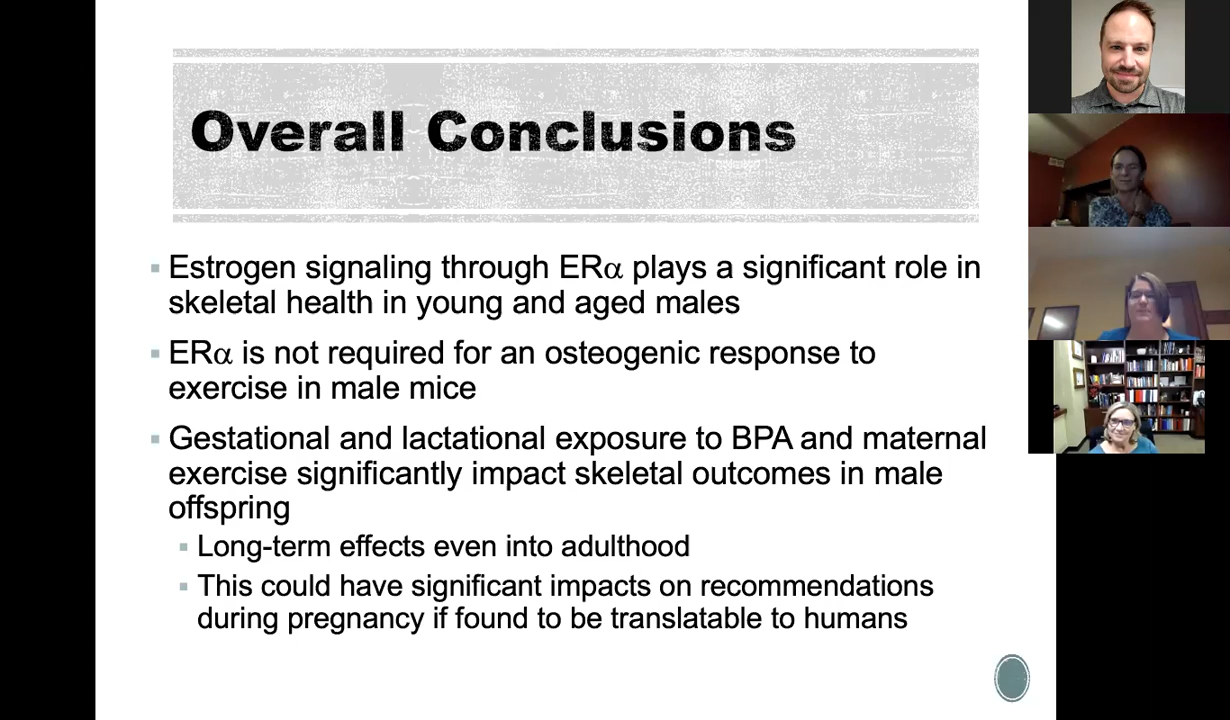 Overall Conclusions
Estrogen signaling through ERα plays a significant role in
skeletal health in young and aged males
ERα is not required for an osteogenic response to
exercise in male mice
Gestational and lactational exposure to BPA and maternal
exercise significantly impact skeletal outcomes in male
offspring
Long-term effects even into adulthood
This could have significant impacts on recommendations
during pregnancy if found to be translatable to humans